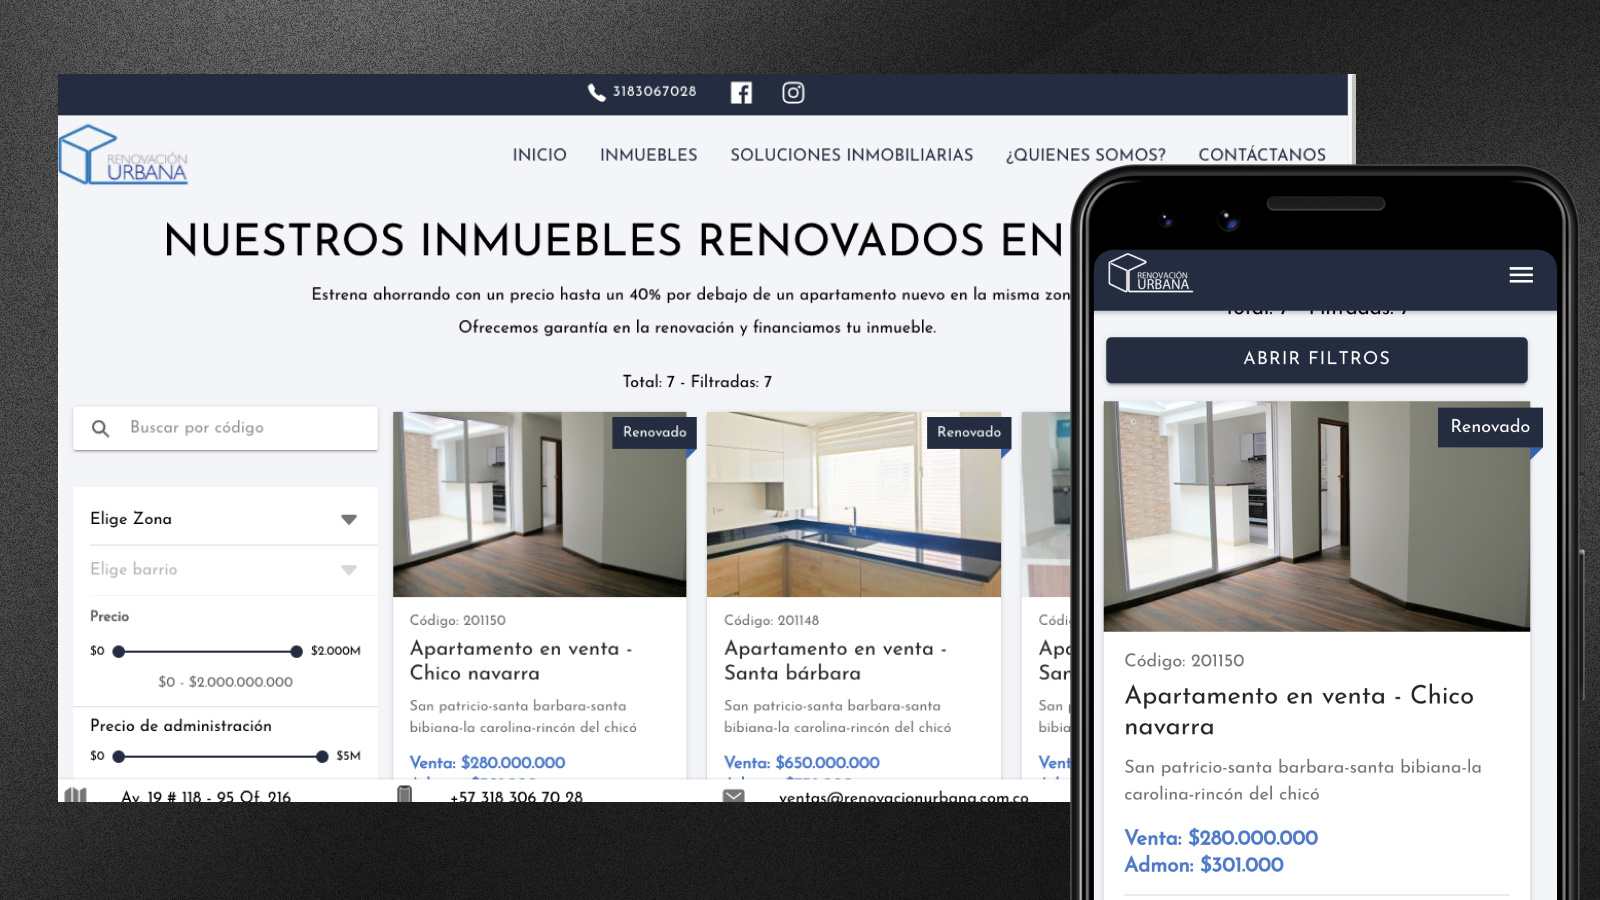 3183067028
RENOVACIÓN
URBANA
INICIO INMUEBLES SOLUCIONES INMOBILIARIAS ¿QUIENES SOMOS? CONTÁCTANOS
NUESTROS INMUEBLES RENOVADOS EN
Estrena ahorrando con un precio hasta un 40% por debajo de un apartamento nuevo en la misma zon
Ofrecemos garantía en la renovación y financiamos tu inmueble.
Total: 7 - Filtradas: 7
Buscar por código
Elige Zona
Elige barrio
Precio
$0 $2.000M
$0 - $2.000.000.000
Precio de administración
$0 $5M
Renovado
Código: 201150
Apartamento en venta -
Chico navarra
San patricio-santa barbara-santa
bibiana-la carolina-rincón del chicó
Venta: $280.000.000
Renovado
Código: 201148
Apartamento en venta -
Santa bárbara
San patricio-santa barbara-santa
bibiana-la carolina-rincón del chicó
Venta: $650.000.000
Códi
Apa
San
San p
bibia
Vent
Av. 19 # 118 - 95 Of. 216
+57 318 306 70 28
ventas@renovacionurbana.com.co
RENOVACIÓN
URBANA
Total: 7 - Filtradas: 7
ABRIR FILTROS
Renovado
Código: 201150
Apartamento en venta - Chico
navarra
San patricio-santa barbara-santa bibiana-la
carolina-rincón del chicó
Venta: $280.000.000
Admon: $301.000